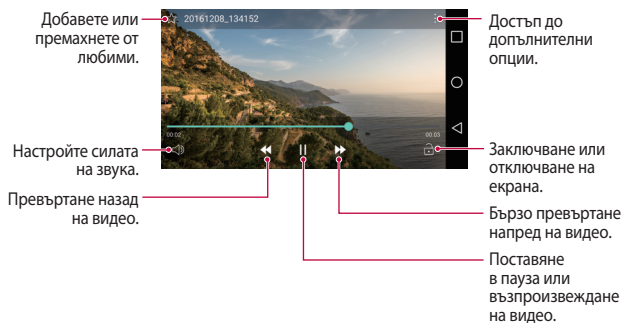 Добавете или
премахнете от
любими.
20161208_134152
Достъп до
допълнителни
опции.
00:02
00:03
Настройте силата
на звука.
Заключване или
отключване на
екрана.
Превъртане назад
на видео.
Бързо превъртане
напред на видео.
Поставяне
в пауза или
възпроизвеждане
на видео.